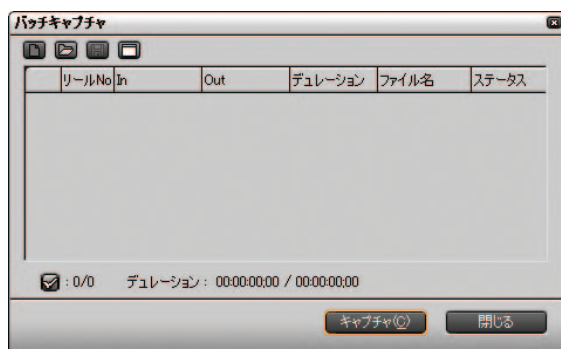 バッチキャプチャ
リールNo In Out デュレーション ファイル名 ステータス
: 0/0 デュレーション : 00:00:00;00 / 00:00:00;00
キャプチャ(C) 閉じる